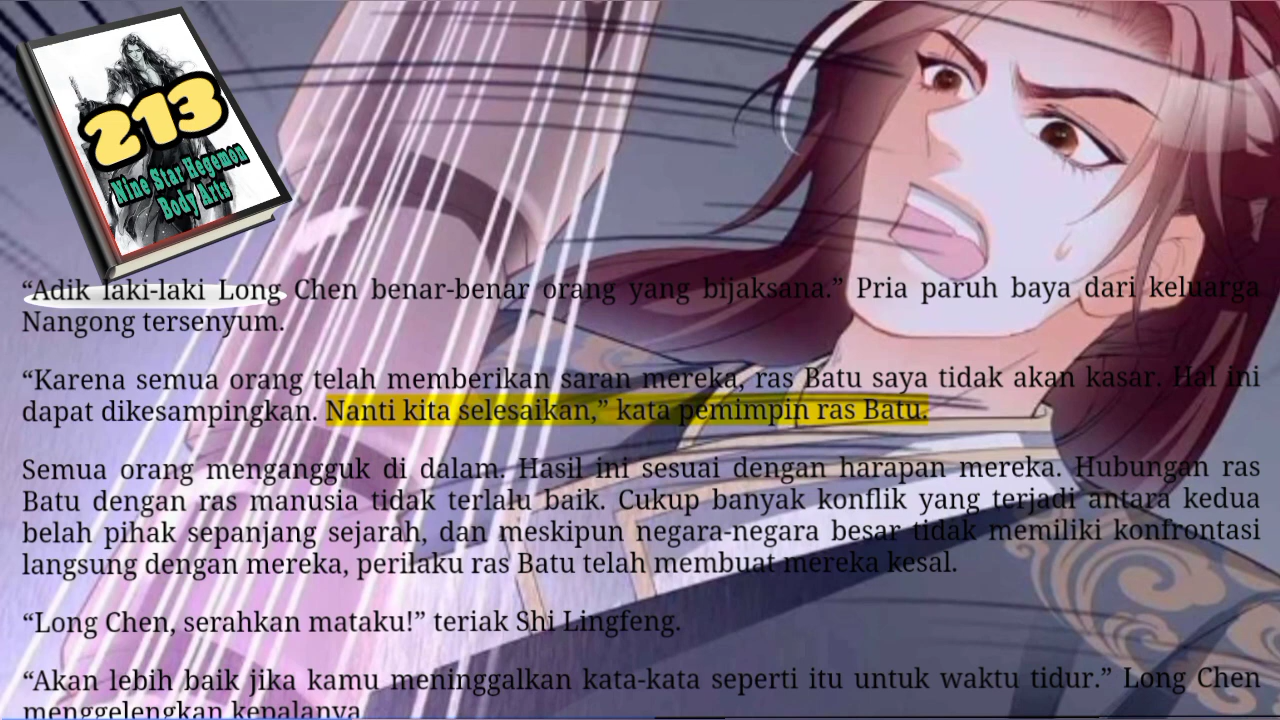 213
Nine Star Hegemon
Body Arts
“Adik laki-laki Long Chen benar-benar orang yang bijaksana.” Pria paruh baya dari keluarga
Nangong tersenyum.
“Karena semua orang telah memberikan saran mereka, ras Batu saya tidak akan kasar. Hal ini
dapat dikesampingkan. Nanti kita selesaikan,” kata pemimpin ras Batu.
Semua orang mengangguk di dalam. Hasil ini sesuai dengan harapan mereka. Hubungan ras
Batu dengan ras manusia tidak terlalu baik. Cukup banyak konflik yang terjadi antara kedua
belah pihak sepanjang sejarah, dan meskipun negara-negara besar tidak memiliki konfrontasi
langsung dengan mereka, perilaku ras Batu telah membuat mereka kesal.
“Long Chen, serahkan mataku!” teriak Shi Lingfeng.
“Akan lebih baik jika kamu meninggalkan kata-kata seperti itu untuk waktu tidur.” Long Chen
menggelengkan kepalanya